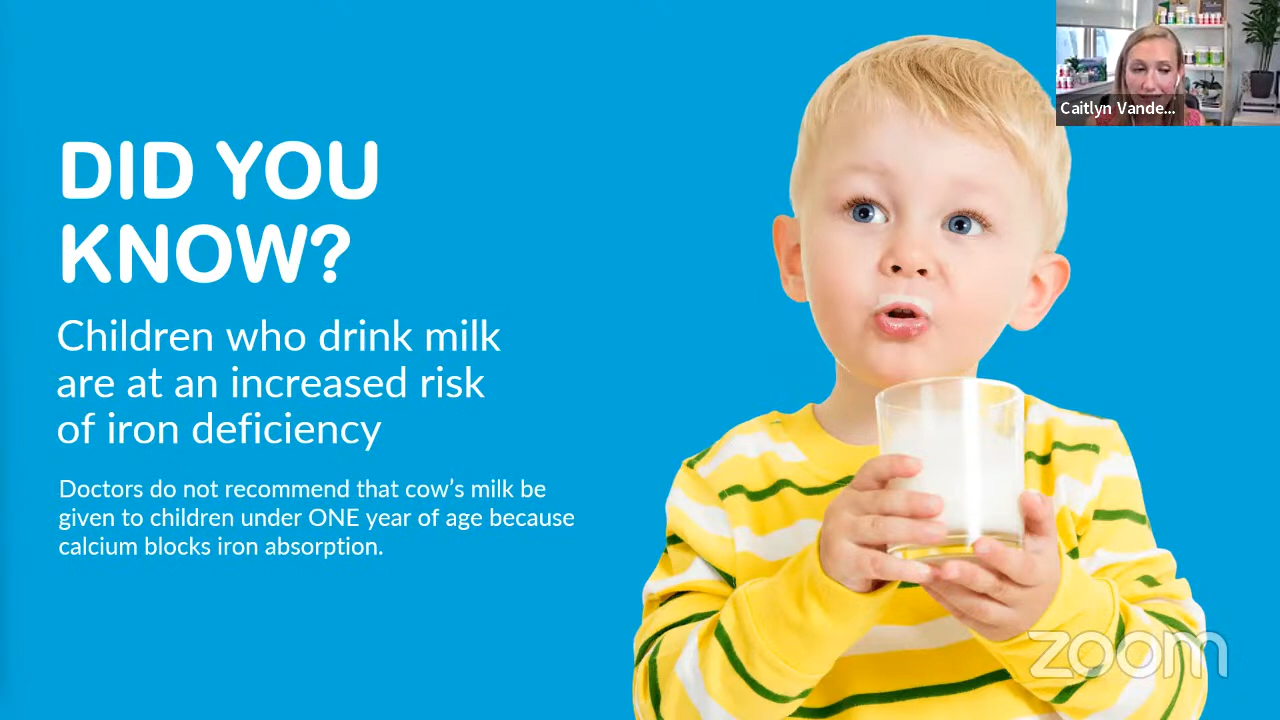 DID YOU
KNOW?
Children who drink milk
are at an increased risk
of iron deficiency
Doctors do not recommend that cow's milk be
given to children under ONE year of age because
calcium blocks iron absorption.
Caitlyn Vande...
zoom